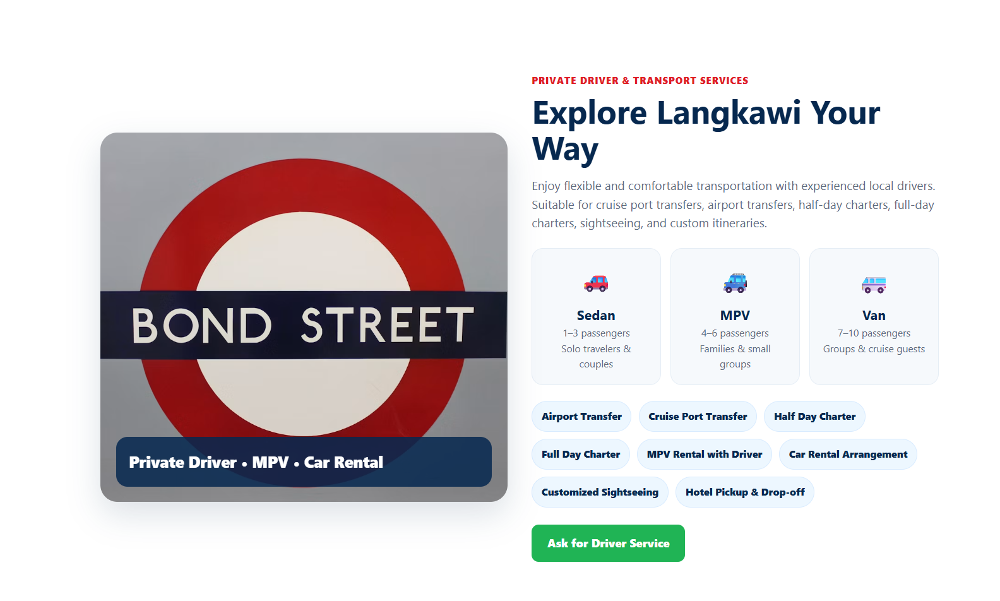 BOND STREET
Private Driver • MPV • Car Rental
PRIVATE DRIVER & TRANSPORT SERVICES
Explore Langkawi Your
Way
Enjoy flexible and comfortable transportation with experienced local drivers.
Suitable for cruise port transfers, airport transfers, half-day charters, full-day
charters, sightseeing, and custom itineraries.
Sedan
1–3 passengers
Solo travelers &
couples
MPV
4–6 passengers
Families & small
groups
Van
7–10 passengers
Groups & cruise guests
Airport Transfer
Cruise Port Transfer
Half Day Charter
Full Day Charter
MPV Rental with Driver
Car Rental Arrangement
Customized Sightseeing
Hotel Pickup & Drop-off
Ask for Driver Service